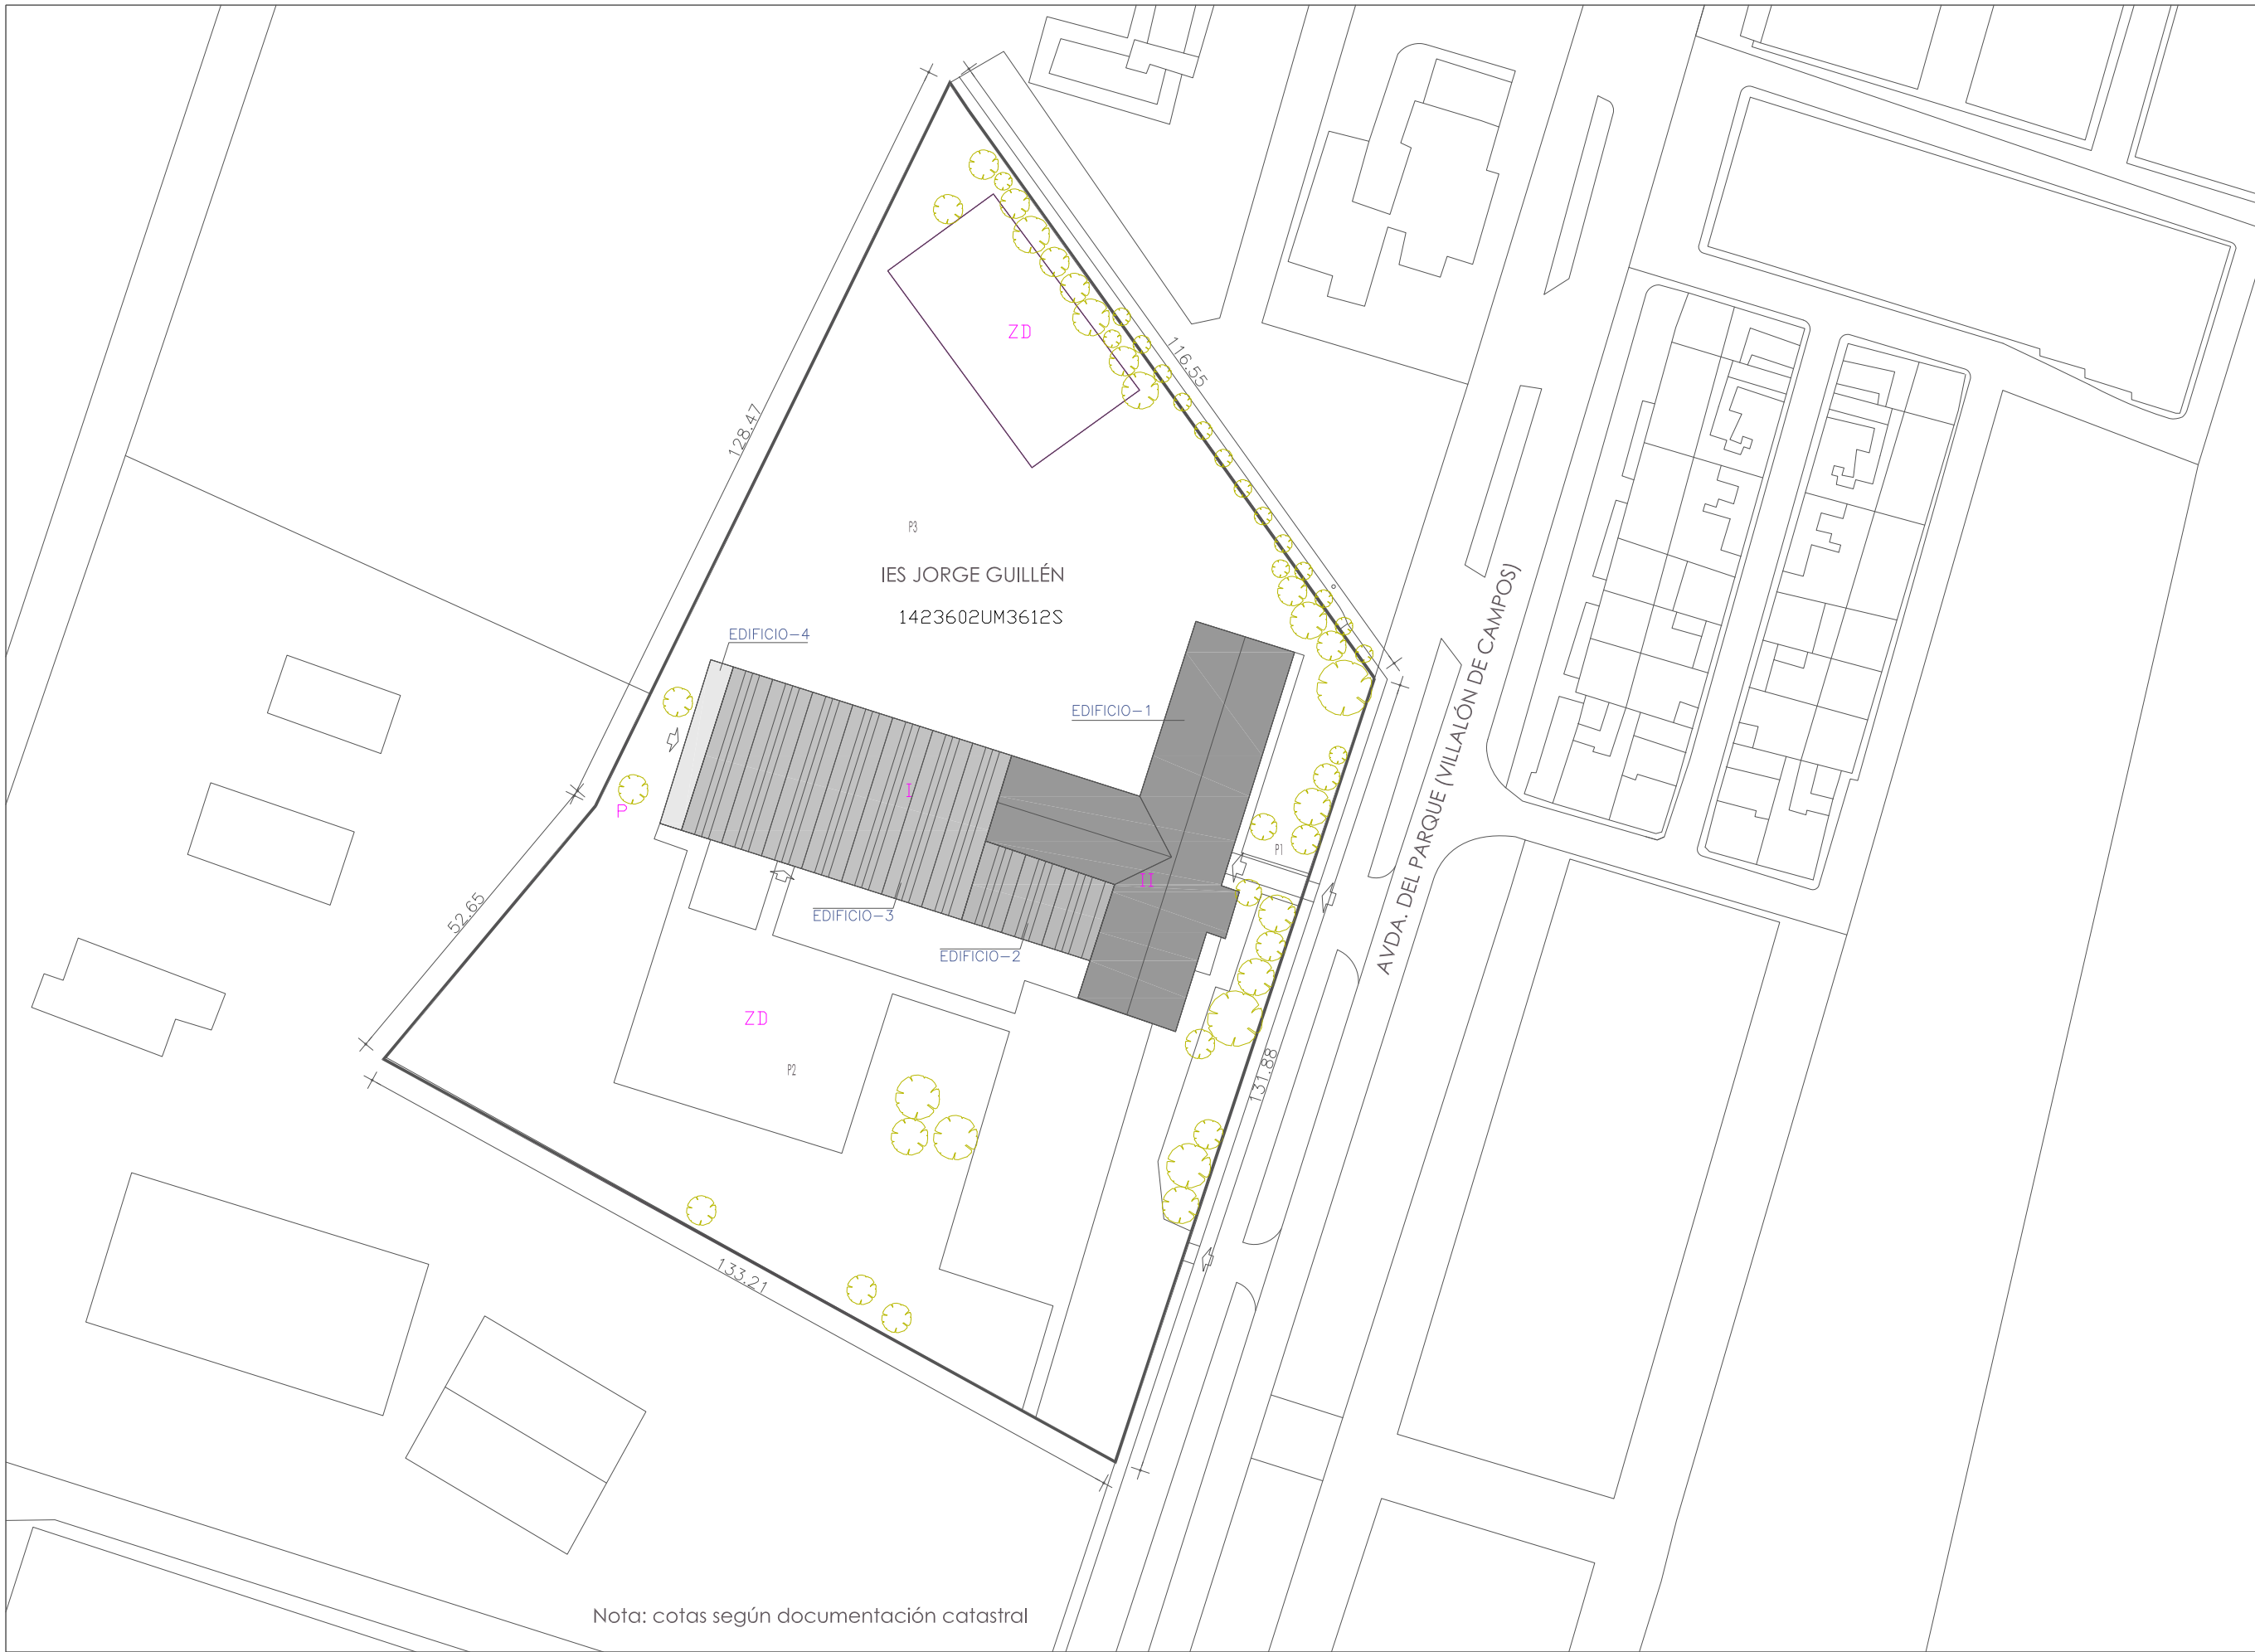 116.55
ZD
128.47
P3
IES JORGE GUILLÉN
1423602UM3612S
EDIFICIO-4
EDIFICIO-1
AVDA. DEL PARQUE (VILLALÓN DE CAMPOS)
I
P
P1
II
EDIFICIO-3
52.65
EDIFICIO-2
ZD
P2
131.88
133.21
Nota: cotas según documentación catastral